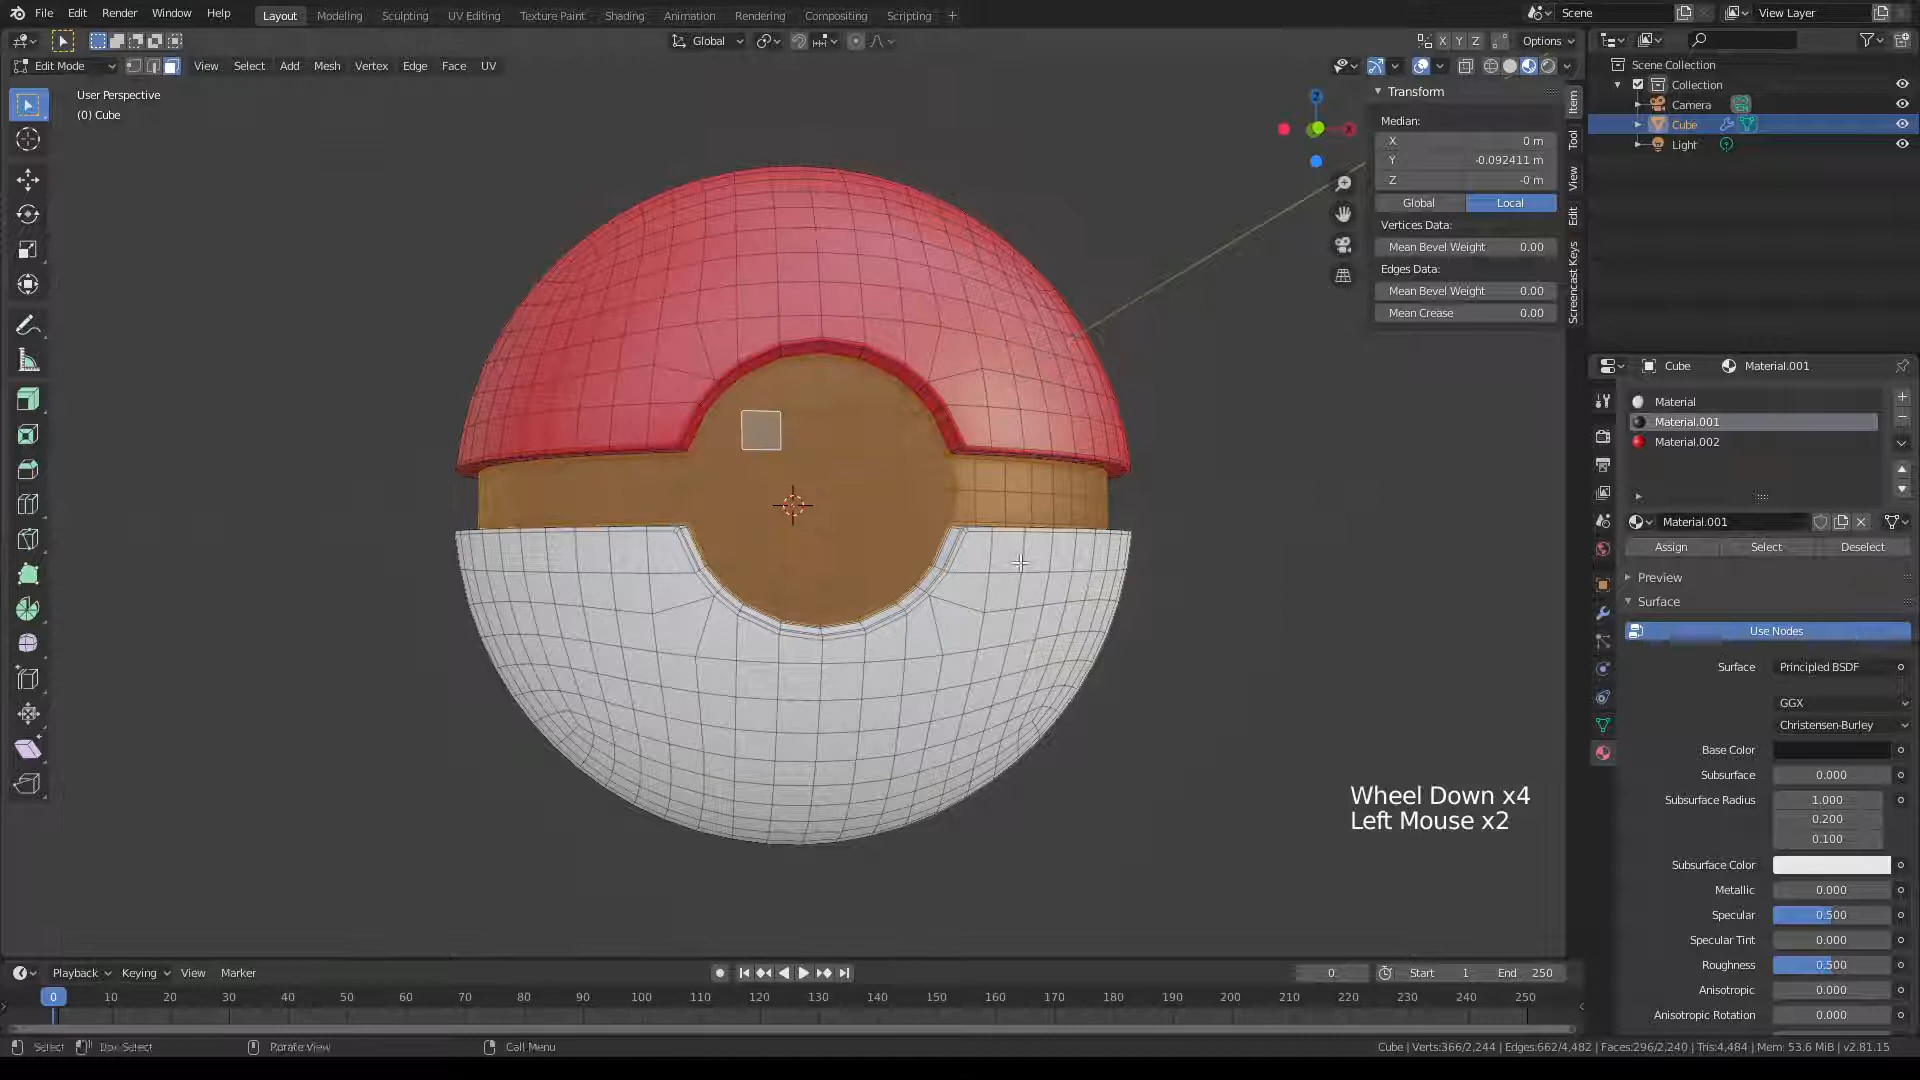 File Edit Render Window Help
Layout Modeling Sculpting UV Editing Texture Paint Shading Animation Rendering Compositing Scripting +
Scene
View Layer
Global
X Y Z
Options
Edit Mode
View Select Add Mesh Vertex Edge Face UV
User Perspective
(0) Cube
Z
X
Transform
Median:
X 0 m
Y -0.092411 m
Z -0 m
Global Local
Vertices Data:
Mean Bevel Weight 0.00
Edges Data:
Mean Bevel Weight 0.00
Mean Crease 0.00
Item
Tool
View
Edit
Screencast Keys
Scene Collection
Collection
Camera
Cube
Light
Cube Material.001
Material
Material.001
Material.002
Material.001
Assign Select Deselect
Preview
Surface
Use Nodes
Surface Principled BSDF
GGX
Christensen-Burley
Base Color
Subsurface 0.000
Subsurface Radius 1.000
0.200
0.100
Subsurface Color
Metallic 0.000
Specular 0.500
Specular Tint 0.000
Roughness 0.500
Anisotropic 0.000
Anisotropic Rotation 0.000
Wheel Down x4
Left Mouse x2
Playback Keying View Marker
0
Start 1
End 250
0 10 20 30 40 50 60 70 80 90 100 110 120 130 140 150 160 170 180 190 200 210 220 230 240 250
Select Box Select Rotate View Call Menu
Cube | Verts:366/2,244 | Edges:662/4,482 | Faces:296/2,240 | Tris:4,484 | Mem: 53.6 MiB | v2.81.15